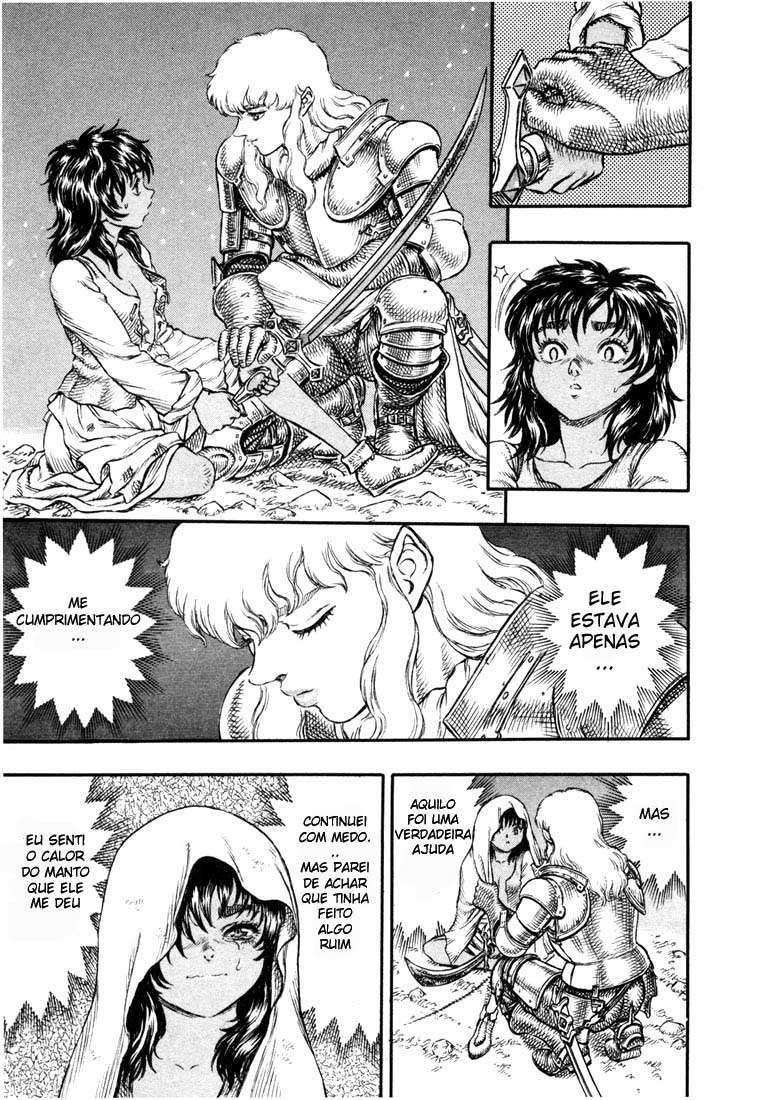 ELE
ESTAVA
APENAS
...
ME
CUMPRIMENTANDO
...
MAS
...
AQUILO
FOI UMA
VERDADEIRA
AJUDA
CONTINUEI
COM MEDO.
..
MAS PAREI
DE ACHAR
QUE TINHA
FEITO
ALGO
RUIM
EU SENTI
O CALOR
DO MANTO
QUE ELE
ME DEU